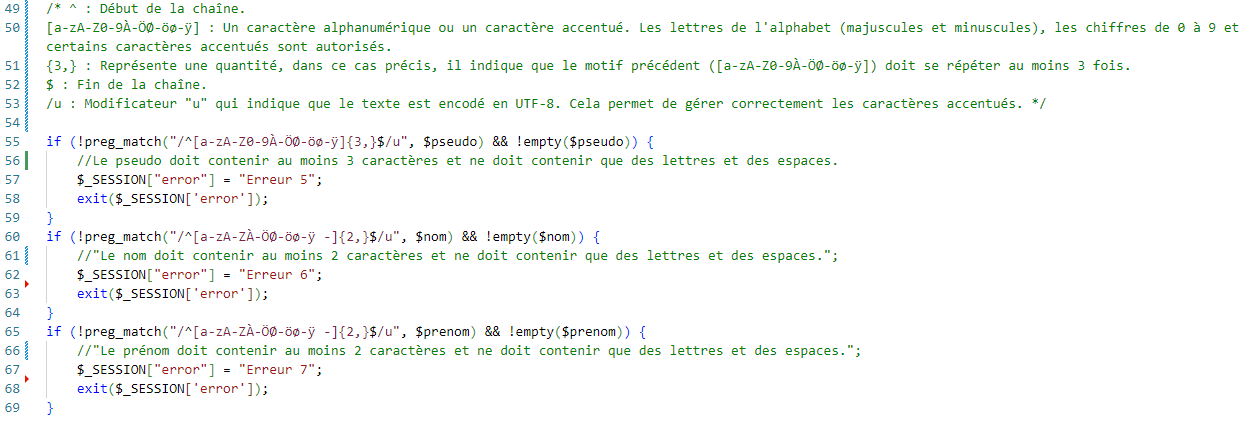 49 /* ^ : Début de la chaîne.
50 [a-zA-Z0-9À-ÖØ-öø-ÿ] : Un caractère alphanumérique ou un caractère accentué. Les lettres de l'alphabet (majuscules et minuscules), les chiffres de 0 à 9 et
certains caractères accentués sont autorisés.
51 {3,} : Représente une quantité, dans ce cas précis, il indique que le motif précédent ([a-zA-Z0-9À-ÖØ-öø-ÿ]) doit se répéter au moins 3 fois.
52 $ : Fin de la chaîne.
53 /u : Modificateur "u" qui indique que le texte est encodé en UTF-8. Cela permet de gérer correctement les caractères accentués. */
54
55 if (!preg_match("/^[a-zA-Z0-9À-ÖØ-öø-ÿ]{3,}$/u", $pseudo) && !empty($pseudo)) {
56 //Le pseudo doit contenir au moins 3 caractères et ne doit contenir que des lettres et des espaces.
57 $_SESSION["error"] = "Erreur 5";
58 exit($_SESSION['error']);
59 }
60 if (!preg_match("/^[a-zA-ZÀ-ÖØ-öø-ÿ -]{2,}$/u", $nom) && !empty($nom)) {
61 //"Le nom doit contenir au moins 2 caractères et ne doit contenir que des lettres et des espaces.";
62 $_SESSION["error"] = "Erreur 6";
63 exit($_SESSION['error']);
64 }
65 if (!preg_match("/^[a-zA-ZÀ-ÖØ-öø-ÿ -]{2,}$/u", $prenom) && !empty($prenom)) {
66 //"Le prénom doit contenir au moins 2 caractères et ne doit contenir que des lettres et des espaces.";
67 $_SESSION["error"] = "Erreur 7";
68 exit($_SESSION['error']);
69 }